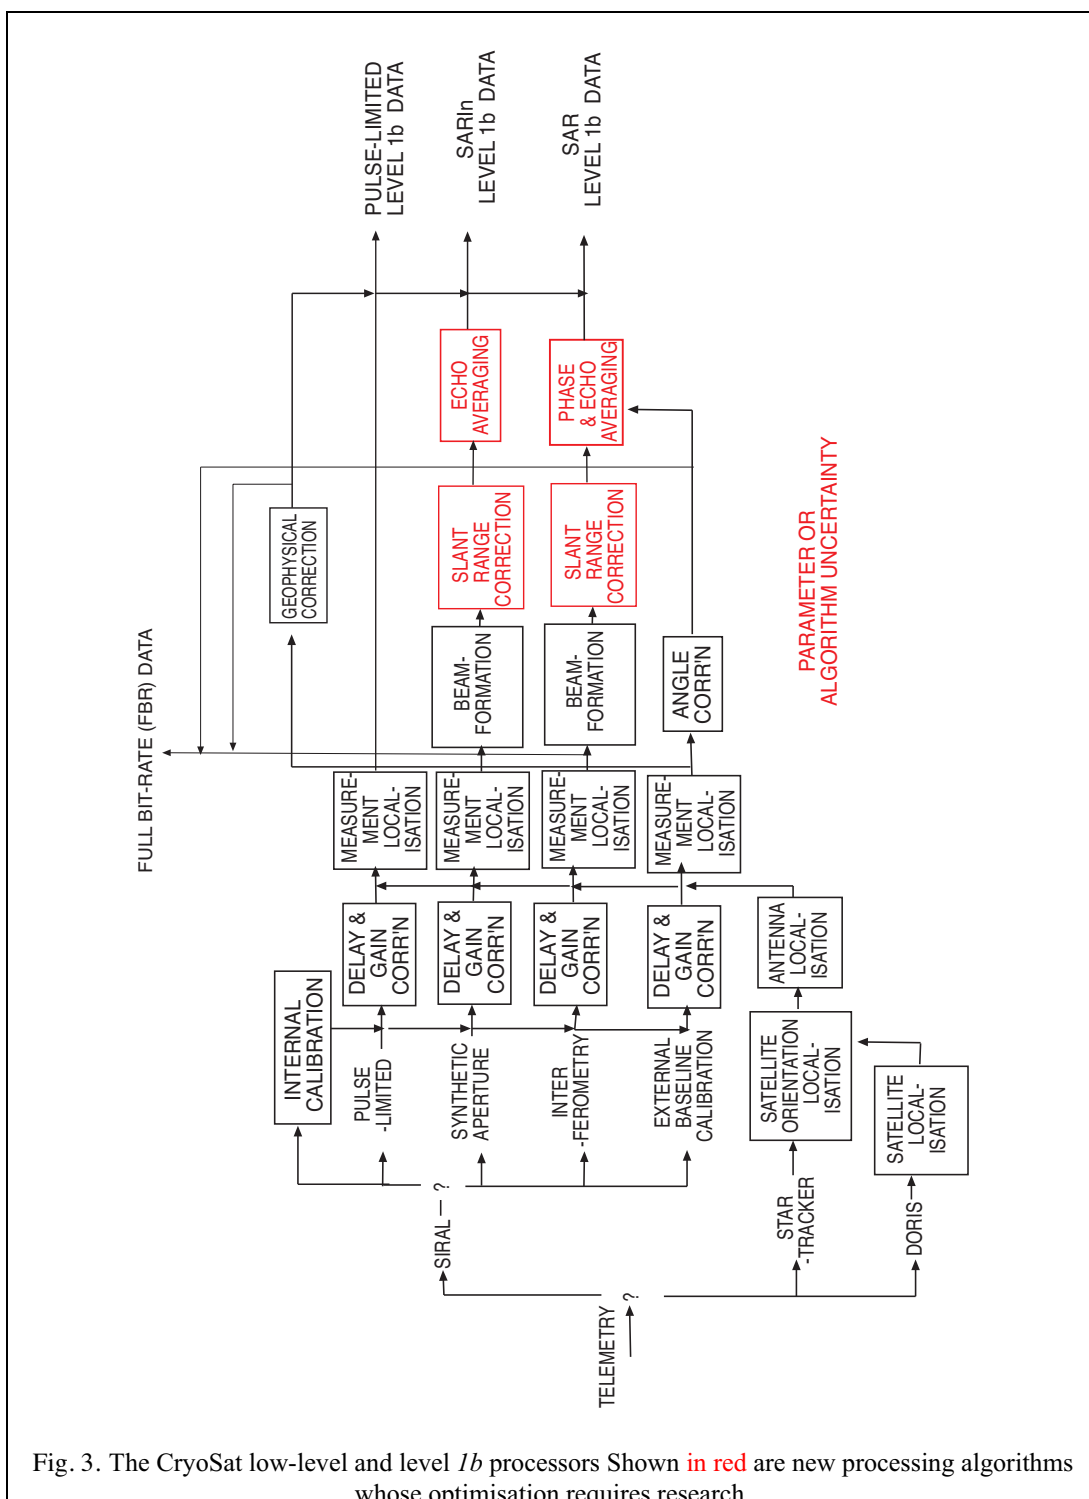 PULSE-LIMITED
LEVEL 1b DATA
SARIn
LEVEL 1b DATA
SAR
LEVEL 1b DATA
ECHO
AVERAGING
PHASE
& ECHO
AVERAGING
GEOPHYSICAL
CORRECTION
SLANT
RANGE
CORRECTION
SLANT
RANGE
CORRECTION
PARAMETER OR
ALGORITHM UNCERTAINTY
FULL BIT-RATE (FBR) DATA
BEAM-
FORMATION
BEAM-
FORMATION
ANGLE
CORR'N
MEASURE-
MENT
LOCAL-
ISATION
MEASURE-
MENT
LOCAL-
ISATION
MEASURE-
MENT
LOCAL-
ISATION
MEASURE-
MENT
LOCAL-
ISATION
DELAY &
GAIN
CORR'N
DELAY &
GAIN
CORR'N
DELAY &
GAIN
CORR'N
DELAY &
GAIN
CORR'N
ANTENNA
LOCAL-
ISATION
INTERNAL
CALIBRATION
PULSE
-LIMITED
SYNTHETIC
APERTURE
INTER
-FEROMETRY
EXTERNAL
BASELINE
CALIBRATION
SATELLITE
ORIENTATION
LOCAL-
ISATION
SATELLITE
LOCAL-
ISATION
SIRAL — ?
STAR
-TRACKER
DORIS
TELEMETRY
?
Fig. 3. The CryoSat low-level and level 1b processors Shown in red are new processing algorithms
whose optimisation requires research